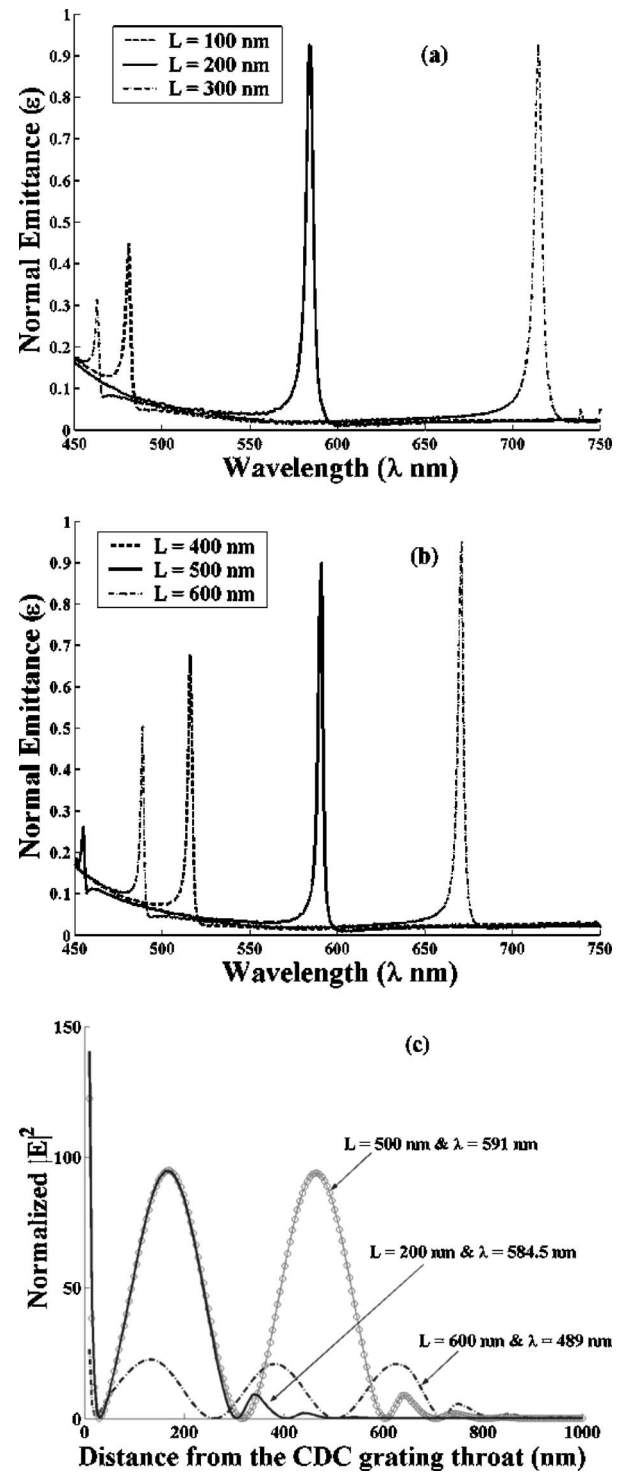 (a)
L = 100 nm
L = 200 nm
L = 300 nm
Normal Emittance (ε)
1
0.9
0.8
0.7
0.6
0.5
0.4
0.3
0.2
0.1
0
450 500 550 600 650 700 750
Wavelength (λ nm)
(b)
L = 400 nm
L = 500 nm
L = 600 nm
Normal Emittance (ε)
1
0.9
0.8
0.7
0.6
0.5
0.4
0.3
0.2
0.1
0
450 500 550 600 650 700 750
Wavelength (λ nm)
(c)
Normalized |E|²
150
100
50
0
L = 500 nm & λ = 591 nm
L = 200 nm & λ = 584.5 nm
L = 600 nm & λ = 489 nm
0 200 400 600 800 1000
Distance from the CDC grating throat (nm)